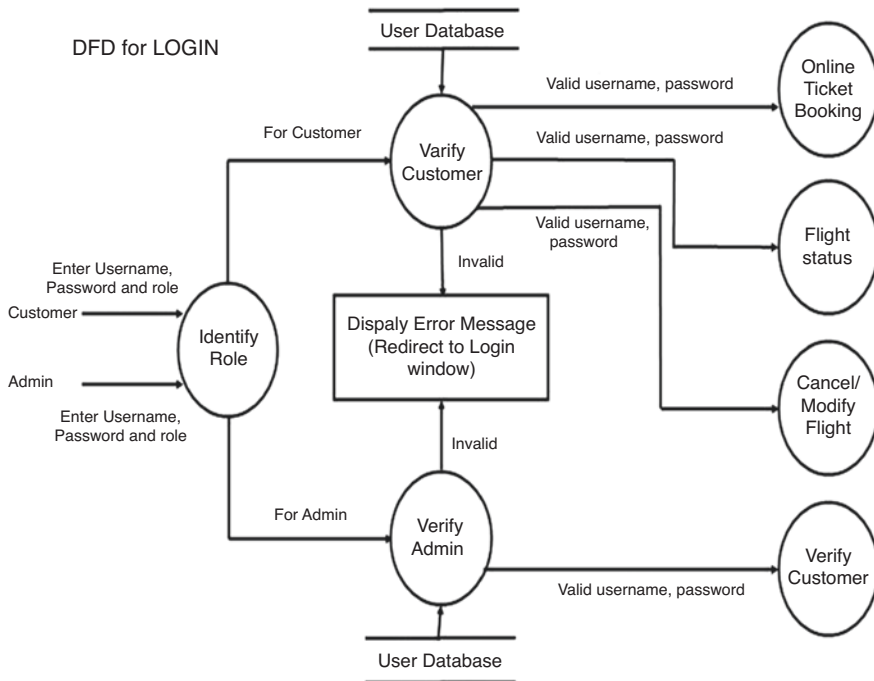 DFD for LOGIN
User Database
Valid username, password
Online
Ticket
Booking
For Customer
Varify
Customer
Valid username, password
Valid username,
password
Flight
status
Invalid
Enter Username,
Password and role
Customer
Identify
Role
Dispaly Error Message
(Redirect to Login
window)
Admin
Enter Username,
Password and role
Cancel/
Modify
Flight
Invalid
For Admin
Verify
Admin
Valid username, password
Verify
Customer
User Database